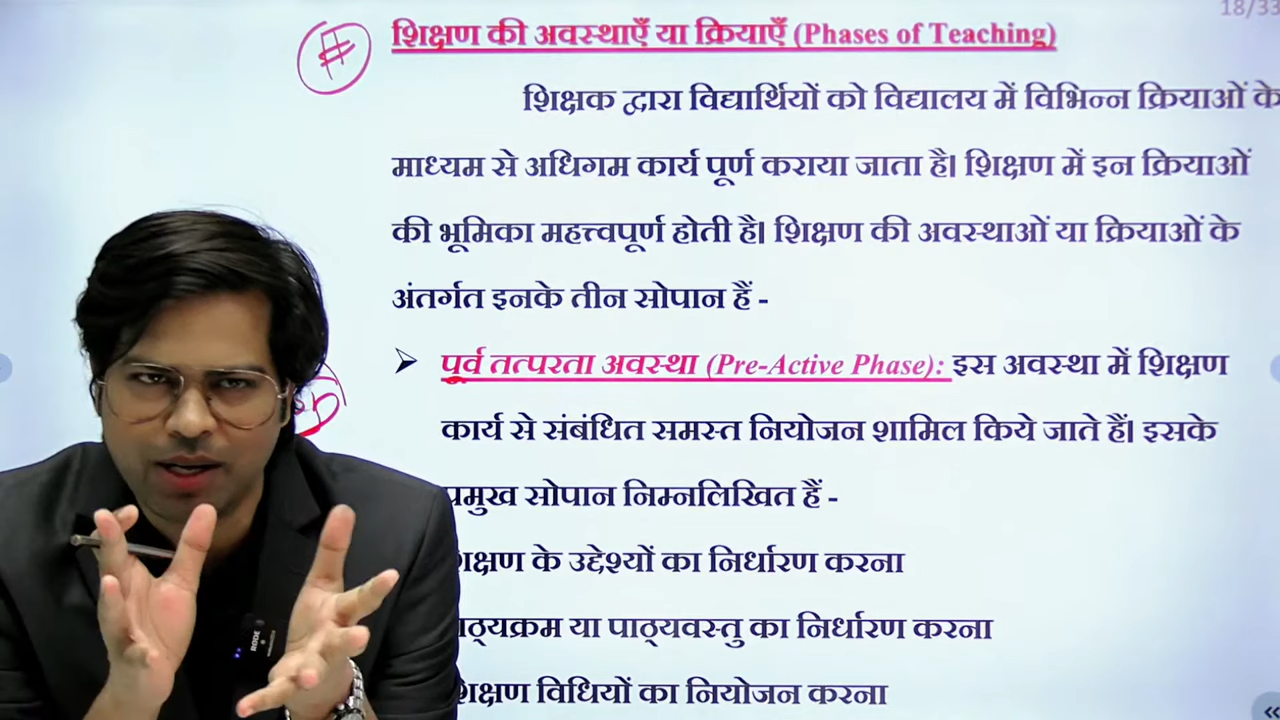 18/33
# शिक्षण की अवस्थाएँ या क्रियाएँ (Phases of Teaching)
शिक्षक द्वारा विद्यार्थियों को विद्यालय में विभिन्न क्रियाओं के
माध्यम से अधिगम कार्य पूर्ण कराया जाता है। शिक्षण में इन क्रियाओं
की भूमिका महत्त्वपूर्ण होती है। शिक्षण की अवस्थाओं या क्रियाओं के
अंतर्गत इनके तीन सोपान हैं -
➢ पूर्व तत्परता अवस्था (Pre-Active Phase): इस अवस्था में शिक्षण
कार्य से संबंधित समस्त नियोजन शामिल किये जाते हैं। इसके
प्रमुख सोपान निम्नलिखित हैं -
के उद्देश्यों का निर्धारण करना
या पाठ्यवस्तु का निर्धारण करना
शिक्षण विधियों का नियोजन करना
RODE